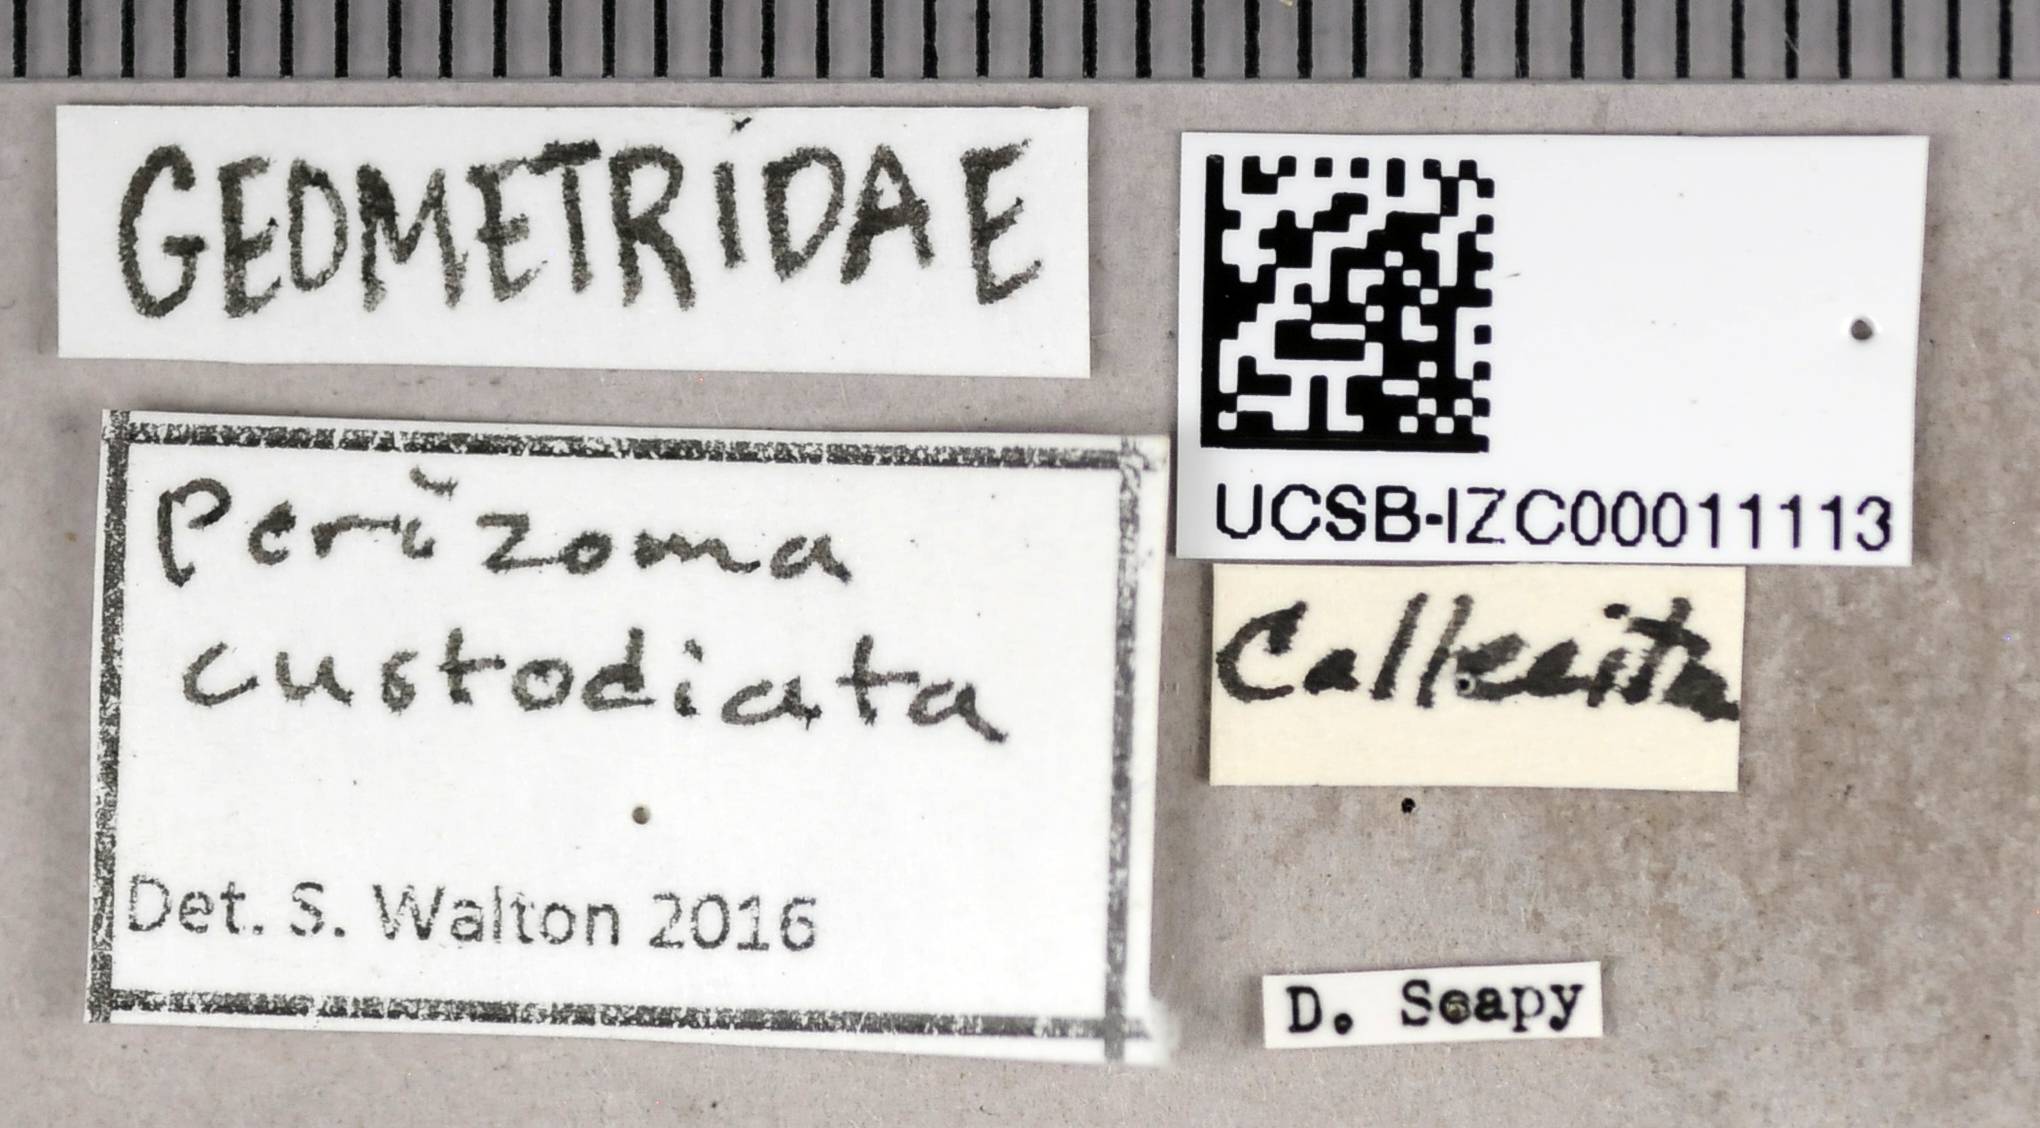 GEOMETRIDAE
Perizoma
custodiata
Det. S. Walton 2016
UCSB-IZC00011113
D. Seapy